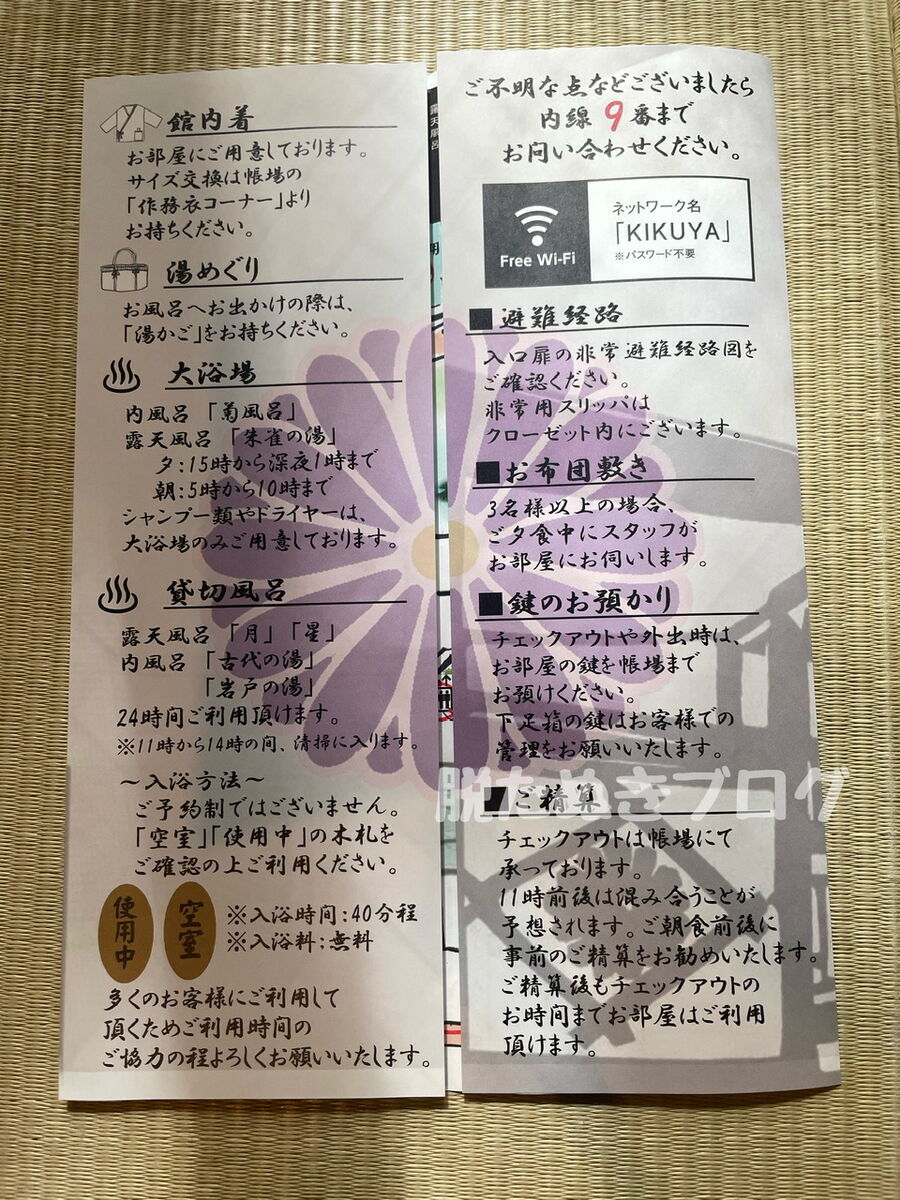 館内着
お部屋にご用意しております。
サイズ交換は帳場の
「作務衣コーナー」より
お持ちください。
湯めぐり
お風呂へお出かけの際は、
「湯かご」をお持ちください。
大浴場
内風呂 「菊風呂」
露天風呂 「朱雀の湯」
夕:15時から深夜1時まで
朝:5時から10時まで
シャンプー類やドライヤーは、
大浴場のみご用意しております。
貸切風呂
露天風呂 「月」「星」
内風呂 「古代の湯」
「岩戸の湯」
24時間ご利用頂けます。
※11時から14時の間、清掃に入ります。
~入浴方法~
ご予約制ではございません。
「空室」「使用中」の木札を
ご確認の上ご利用ください。
使用中
空室
※入浴時間:40分程
※入浴料:無料
多くのお客様にご利用して
頂くためご利用時間の
ご協力の程よろしくお願いいたします。
露天風呂
ご不明な点などございましたら
内線9番まで
お問い合わせください。
Free Wi-Fi
ネットワーク名
「KIKUYA」
※パスワード不要
■避難経路
入口扉の非常避難経路図を
ご確認ください。
非常用スリッパは
クローゼット内にございます。
■お布団敷き
3名様以上の場合、
ご夕食中にスタッフが
お部屋にお伺いします。
■鍵のお預かり
チェックアウトや外出時は、
お部屋の鍵を帳場まで
お預けください。
下足箱の鍵はお客様での
管理をお願いいたします。
脱たぬきブログ
■ご精算
チェックアウトは帳場にて
承っております。
11時前後は混み合うことが
予想されます。ご朝食前後に
事前のご精算をお勧めいたします。
ご精算後もチェックアウトの
お時間までお部屋はご利用
頂けます。